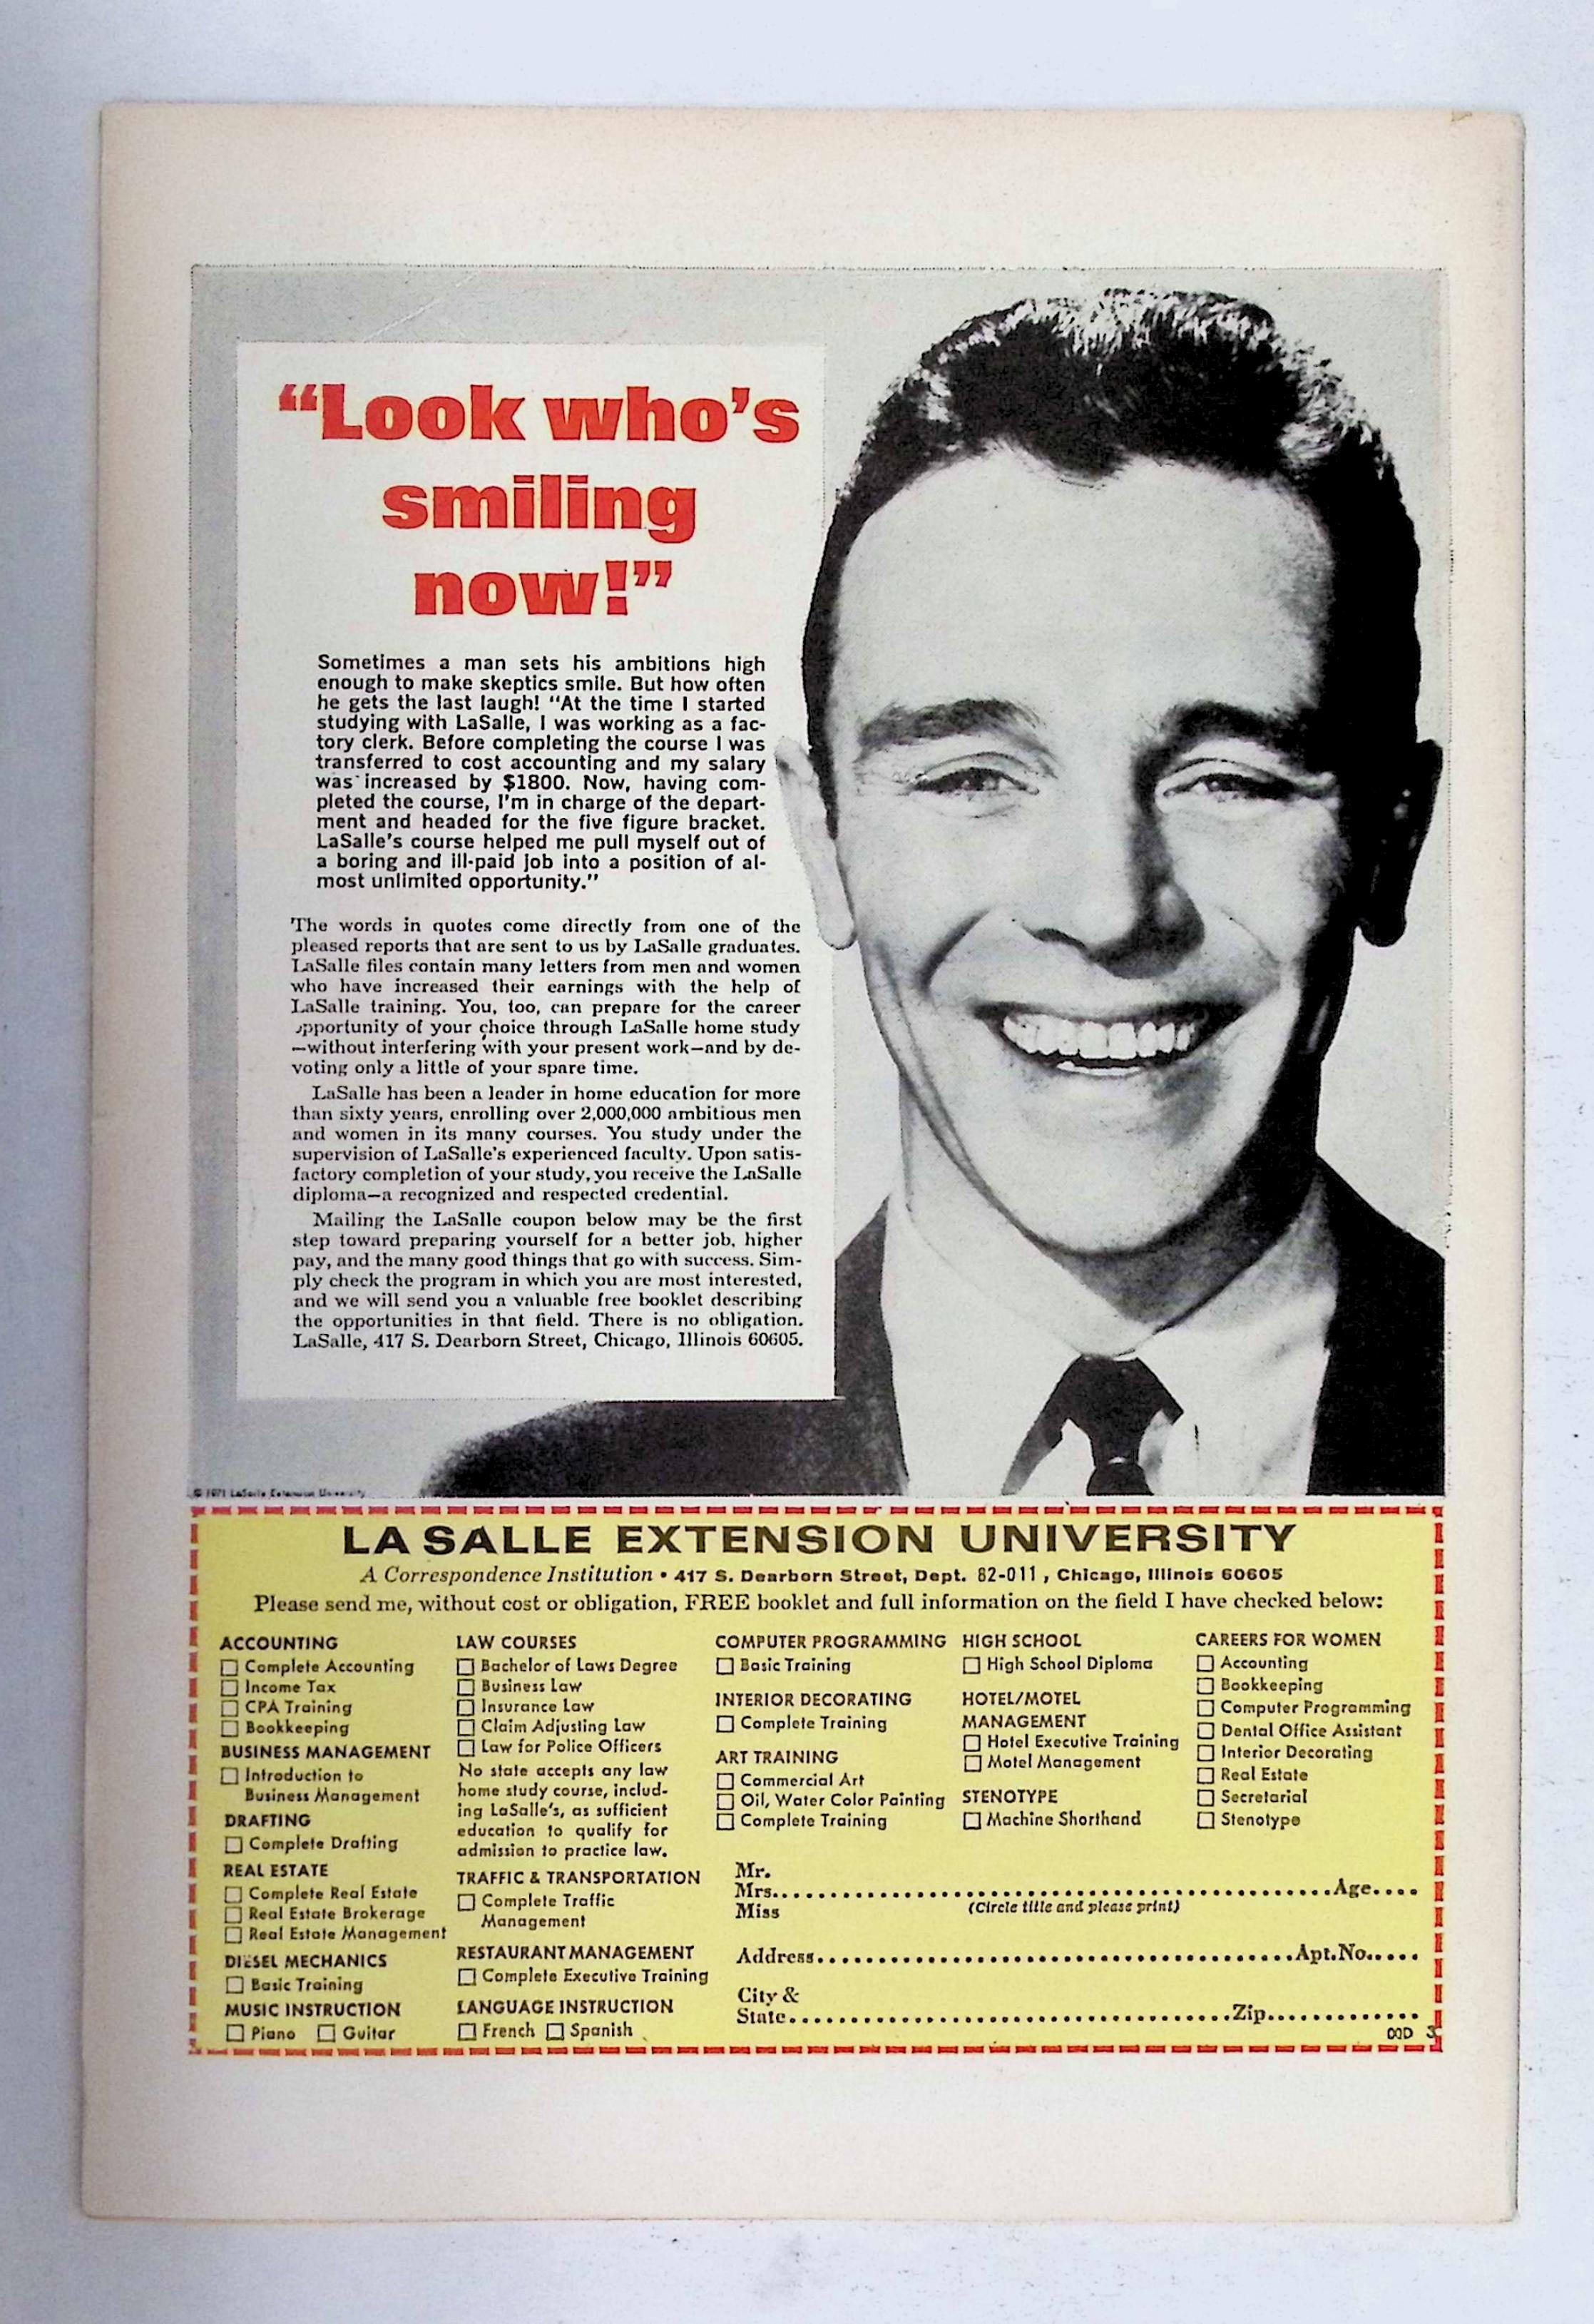 “Look who’s
smiling
now!”
Sometimes a man sets his ambitions high
enough to make skeptics smile. But how often
he gets the last laugh! “At the time I started
studying with LaSalle, I was working as a fac-
tory clerk. Before completing the course I was
transferred to cost accounting and my salary
was increased by $1800. Now, having com-
pleted the course, I’m in charge of the depart-
ment and headed for the five figure bracket.
LaSalle’s course helped me pull myself out of
a boring and ill-paid job into a position of al-
most unlimited opportunity.”
The words in quotes come directly from one of the
pleased reports that are sent to us by LaSalle graduates.
LaSalle files contain many letters from men and women
who have increased their earnings with the help of
LaSalle training. You, too, can prepare for the career
opportunity of your choice through LaSalle home study
—without interfering with your present work—and by de-
voting only a little of your spare time.
LaSalle has been a leader in home education for more
than sixty years, enrolling over 2,000,000 ambitious men
and women in its many courses. You study under the
supervision of LaSalle’s experienced faculty. Upon satis-
factory completion of your study, you receive the LaSalle
diploma—a recognized and respected credential.
Mailing the LaSalle coupon below may be the first
step toward preparing yourself for a better job, higher
pay, and the many good things that go with success. Sim-
ply check the program in which you are most interested,
and we will send you a valuable free booklet describing
the opportunities in that field. There is no obligation.
LaSalle, 417 S. Dearborn Street, Chicago, Illinois 60605.
© 1971 LaSalle Extension University
LA SALLE EXTENSION UNIVERSITY
A Correspondence Institution • 417 S. Dearborn Street, Dept. 82-011, Chicago, Illinois 60605
Please send me, without cost or obligation, FREE booklet and full information on the field I have checked below:
ACCOUNTING
☐ Complete Accounting
☐ Income Tax
☐ CPA Training
☐ Bookkeeping
BUSINESS MANAGEMENT
☐ Introduction to
Business Management
DRAFTING
☐ Complete Drafting
REAL ESTATE
☐ Complete Real Estate
☐ Real Estate Brokerage
☐ Real Estate Management
DIESEL MECHANICS
☐ Basic Training
MUSIC INSTRUCTION
☐ Piano ☐ Guitar
LAW COURSES
☐ Bachelor of Laws Degree
☐ Business Law
☐ Insurance Law
☐ Claim Adjusting Law
☐ Law for Police Officers
No state accepts any law
home study course, includ-
ing LaSalle’s, as sufficient
education to qualify for
admission to practice law.
TRAFFIC & TRANSPORTATION
☐ Complete Traffic
Management
RESTAURANT MANAGEMENT
☐ Complete Executive Training
LANGUAGE INSTRUCTION
☐ French ☐ Spanish
COMPUTER PROGRAMMING
☐ Basic Training
INTERIOR DECORATING
☐ Complete Training
ART TRAINING
☐ Commercial Art
☐ Oil, Water Color Painting
☐ Complete Training
HIGH SCHOOL
☐ High School Diploma
HOTEL/MOTEL
MANAGEMENT
☐ Hotel Executive Training
☐ Motel Management
STENOTYPE
☐ Machine Shorthand
CAREERS FOR WOMEN
☐ Accounting
☐ Bookkeeping
☐ Computer Programming
☐ Dental Office Assistant
☐ Interior Decorating
☐ Real Estate
☐ Secretarial
☐ Stenotype
Mr.
Mrs.....Age....
Miss (Circle title and please print)
Address.....Apt.No.....
City &
State.....Zip.....